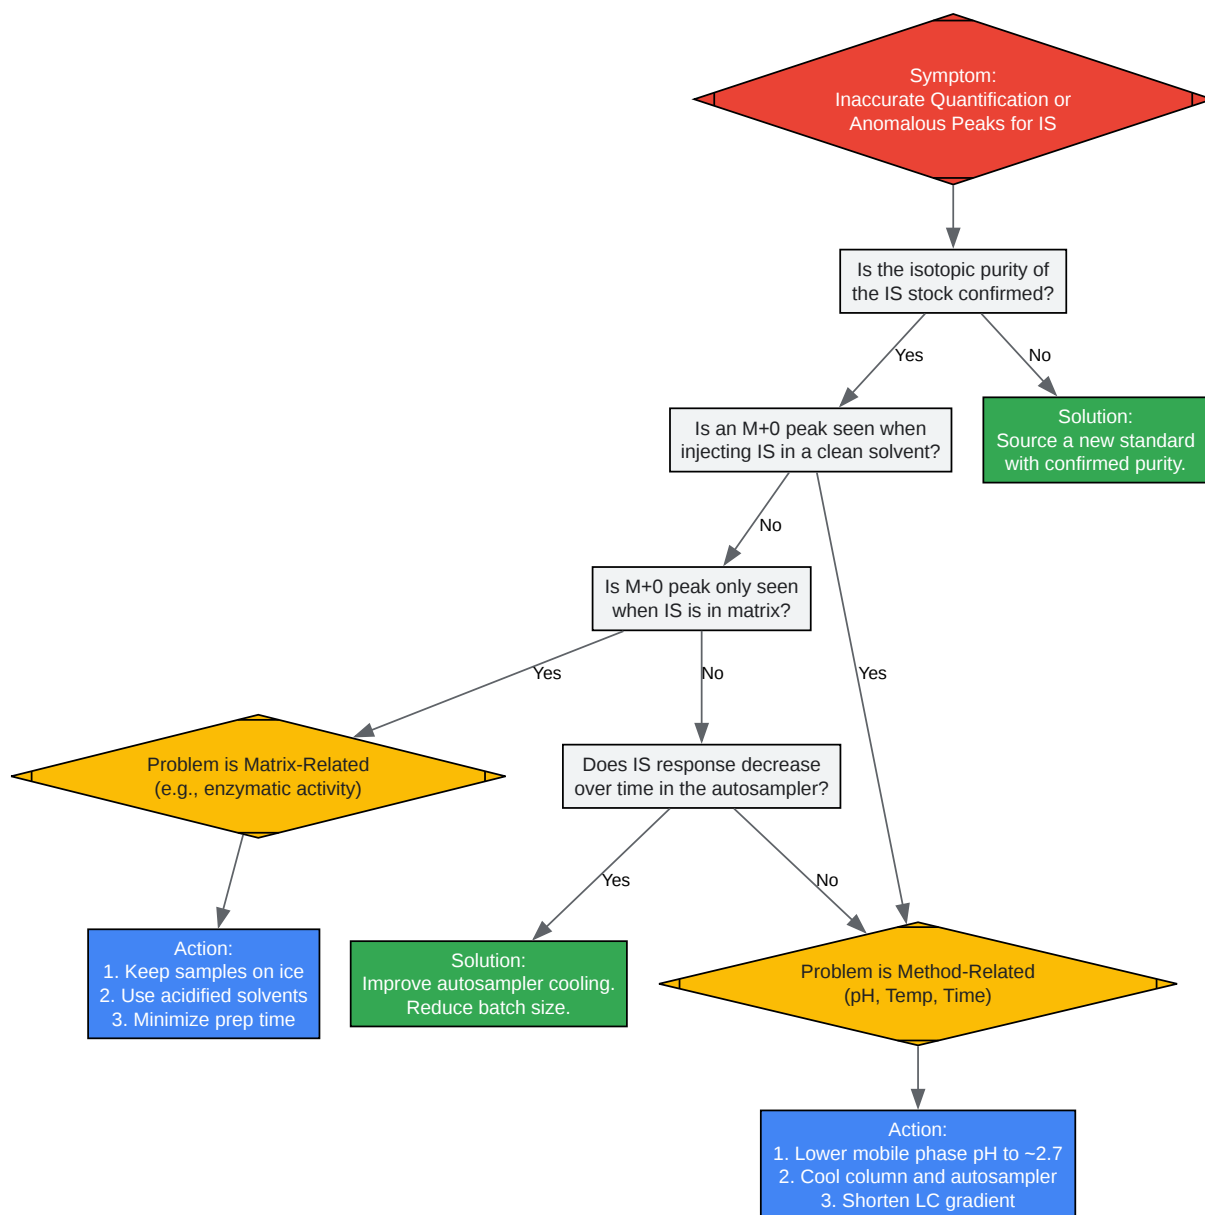 Symptom:
Inaccurate Quantification or
Anomalous Peaks for IS
Is the isotopic purity of
the IS stock confirmed?
Yes
No
Is an M+0 peak seen when
injecting IS in a clean solvent?
Solution:
Source a new standard
with confirmed purity.
No
Is M+0 peak only seen
when IS is in matrix?
Yes
No
Yes
Problem is Matrix-Related
(e.g., enzymatic activity)
Does IS response decrease
over time in the autosampler?
Yes
No
Action:
1. Keep samples on ice
2. Use acidified solvents
3. Minimize prep time
Solution:
Improve autosampler cooling.
Reduce batch size.
Problem is Method-Related
(pH, Temp, Time)
Action:
1. Lower mobile phase pH to ~2.7
2. Cool column and autosampler
3. Shorten LC gradient